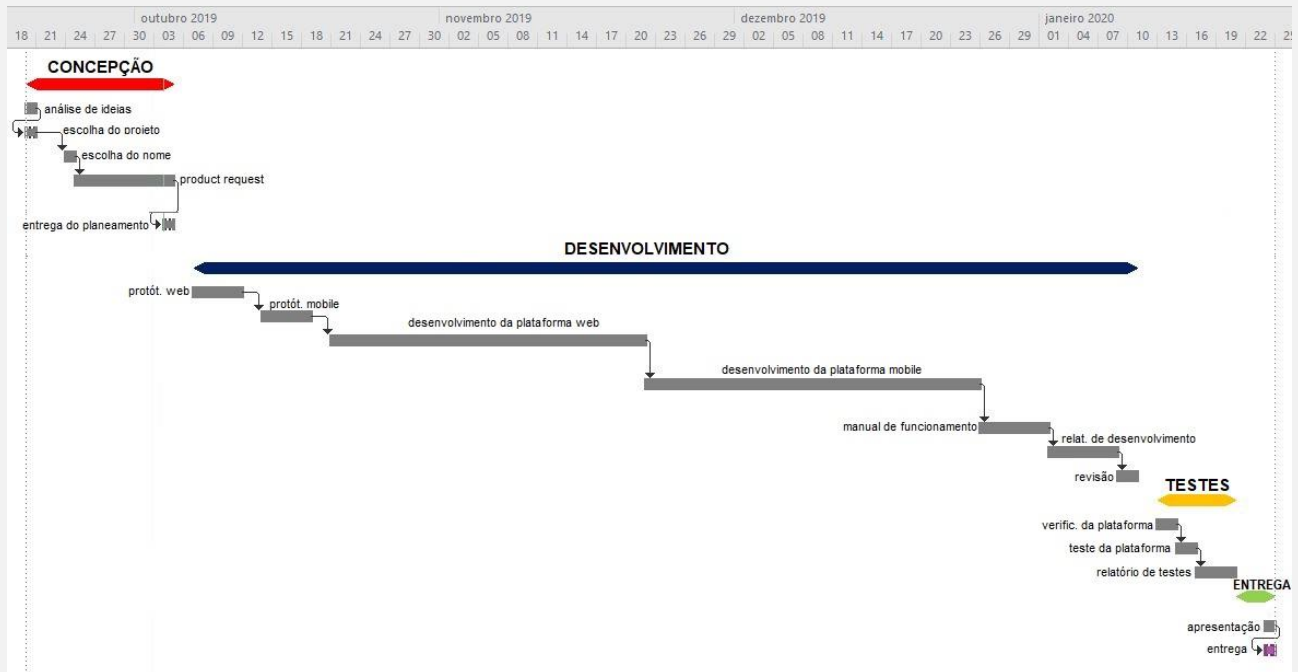 outubro 2019 novembro 2019 dezembro 2019 janeiro 2020
18 21 24 27 30 03 06 09 12 15 18 21 24 27 30 02 05 08 11 14 17 20 23 26 29 02 05 08 11 14 17 20 23 26 29 01 04 07 10 13 16 19 22 25
CONCEPÇÃO
análise de ideias
escolha do projeto
escolha do nome
product request
entrega do planeamento
DESENVOLVIMENTO
protót. web
protót. mobile
desenvolvimento da plataforma web
desenvolvimento da plataforma mobile
manual de funcionamento
relat. de desenvolvimento
revisão
TESTES
verific. da plataforma
teste da plataforma
relatório de testes
ENTREGA
apresentação
entrega